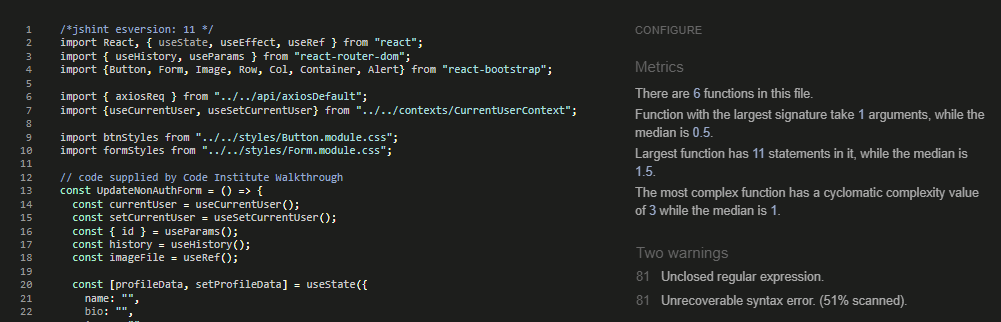 1 /*jshint esversion: 11 */
2 import React, { useState, useEffect, useRef } from "react";
3 import { useHistory, useParams } from "react-router-dom";
4 import {Button, Form, Image, Row, Col, Container, Alert} from "react-bootstrap";
5
6 import { axiosReq } from "../../api/axiosDefault";
7 import {useCurrentUser, useSetCurrentUser} from "../../contexts/CurrentUserContext";
8
9 import btnStyles from "../../styles/Button.module.css";
10 import formStyles from "../../styles/Form.module.css";
11
12 // code supplied by Code Institute Walkthrough
13 const UpdateNonAuthForm = () => {
14 const currentUser = useCurrentUser();
15 const setCurrentUser = useSetCurrentUser();
16 const { id } = useParams();
17 const history = useHistory();
18 const imageFile = useRef();
19
20 const [profileData, setProfileData] = useState({
21 name: "",
22 bio: "",
CONFIGURE
Metrics
There are 6 functions in this file.
Function with the largest signature take 1 arguments, while the
median is 0.5.
Largest function has 11 statements in it, while the median is
1.5.
The most complex function has a cyclomatic complexity value
of 3 while the median is 1.
Two warnings
81 Unclosed regular expression.
81 Unrecoverable syntax error. (51% scanned).